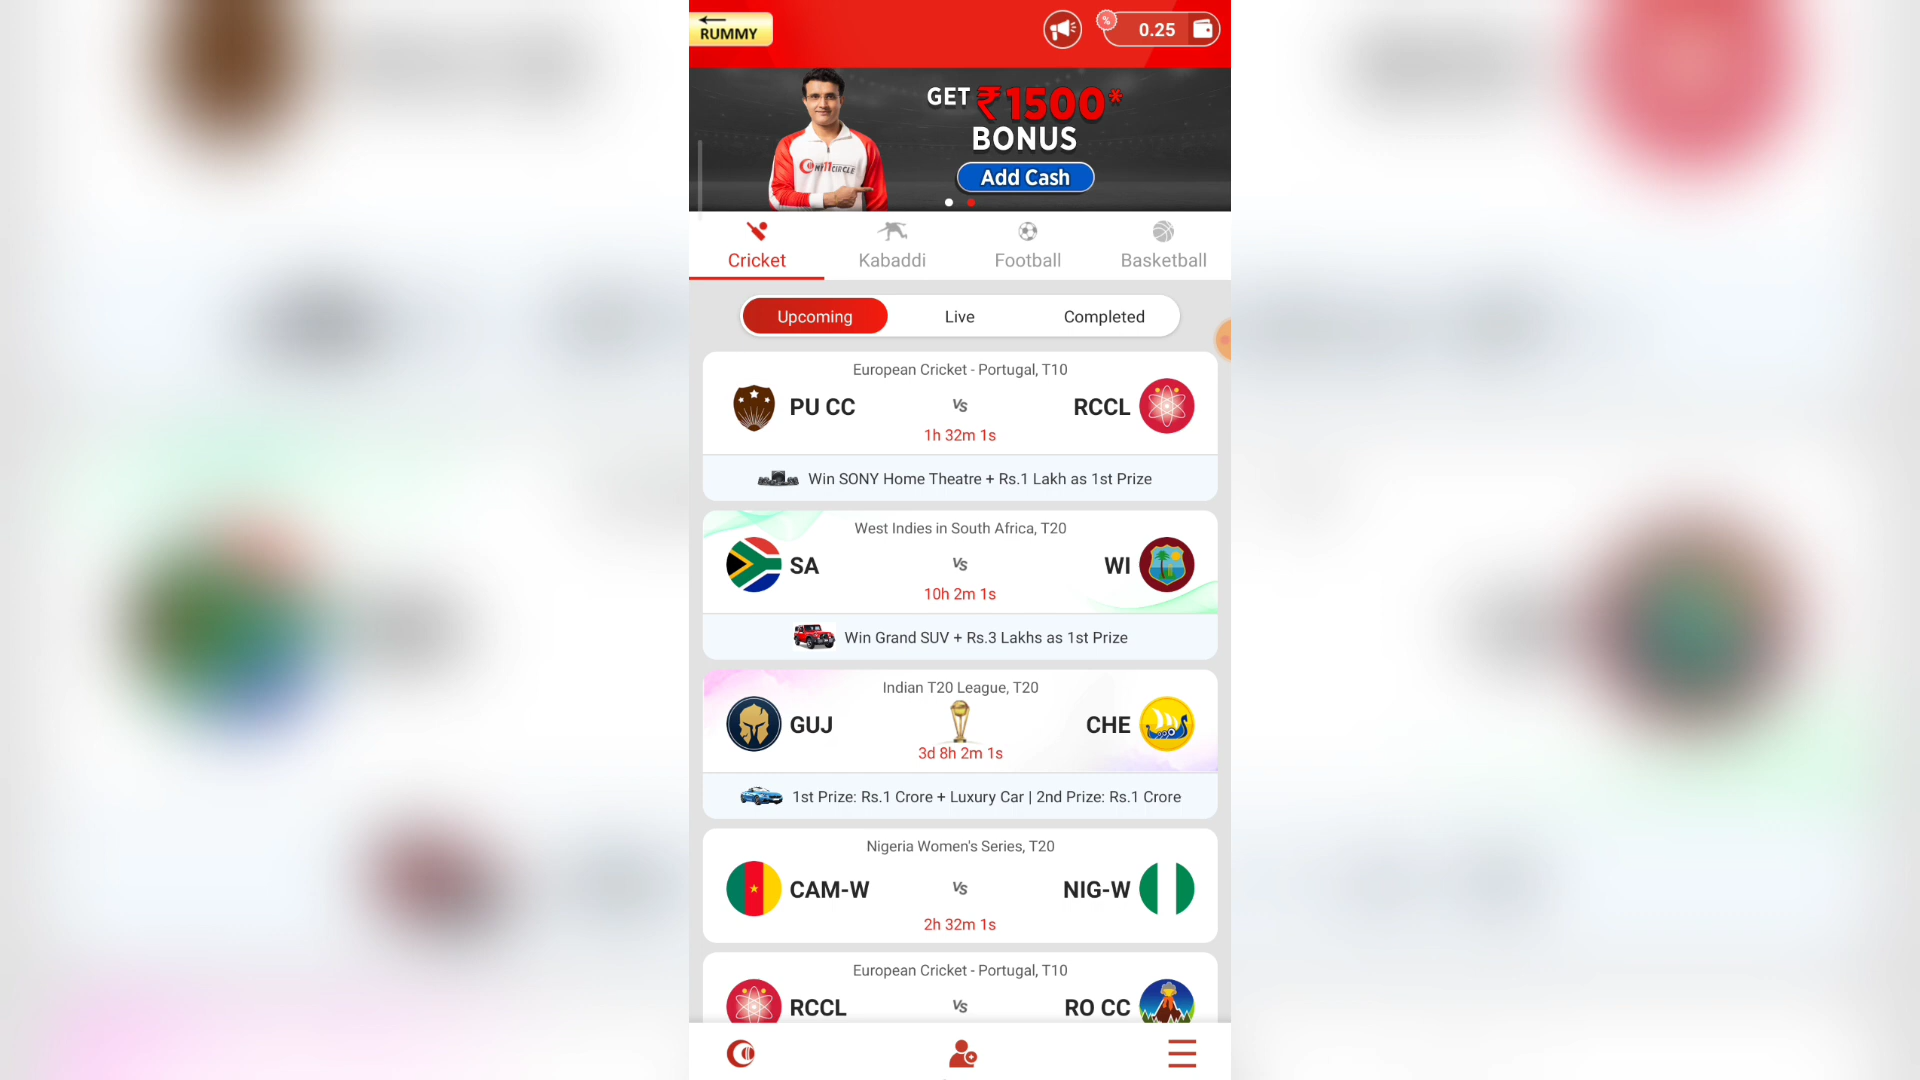 RUMMY
%
0.25
GET ₹1500*
BONUS
MY11CIRCLE
Add Cash
Cricket
Kabaddi
Football
Basketball
Upcoming
Live
Completed
European Cricket - Portugal, T10
PU CC
Vs
RCCL
1h 32m 1s
Win SONY Home Theatre + Rs.1 Lakh as 1st Prize
West Indies in South Africa, T20
SA
Vs
WI
10h 2m 1s
Win Grand SUV + Rs.3 Lakhs as 1st Prize
Indian T20 League, T20
GUJ
CHE
3d 8h 2m 1s
1st Prize: Rs.1 Crore + Luxury Car | 2nd Prize: Rs.1 Crore
Nigeria Women's Series, T20
CAM-W
Vs
NIG-W
2h 32m 1s
European Cricket - Portugal, T10
RCCL
Vs
RO CC